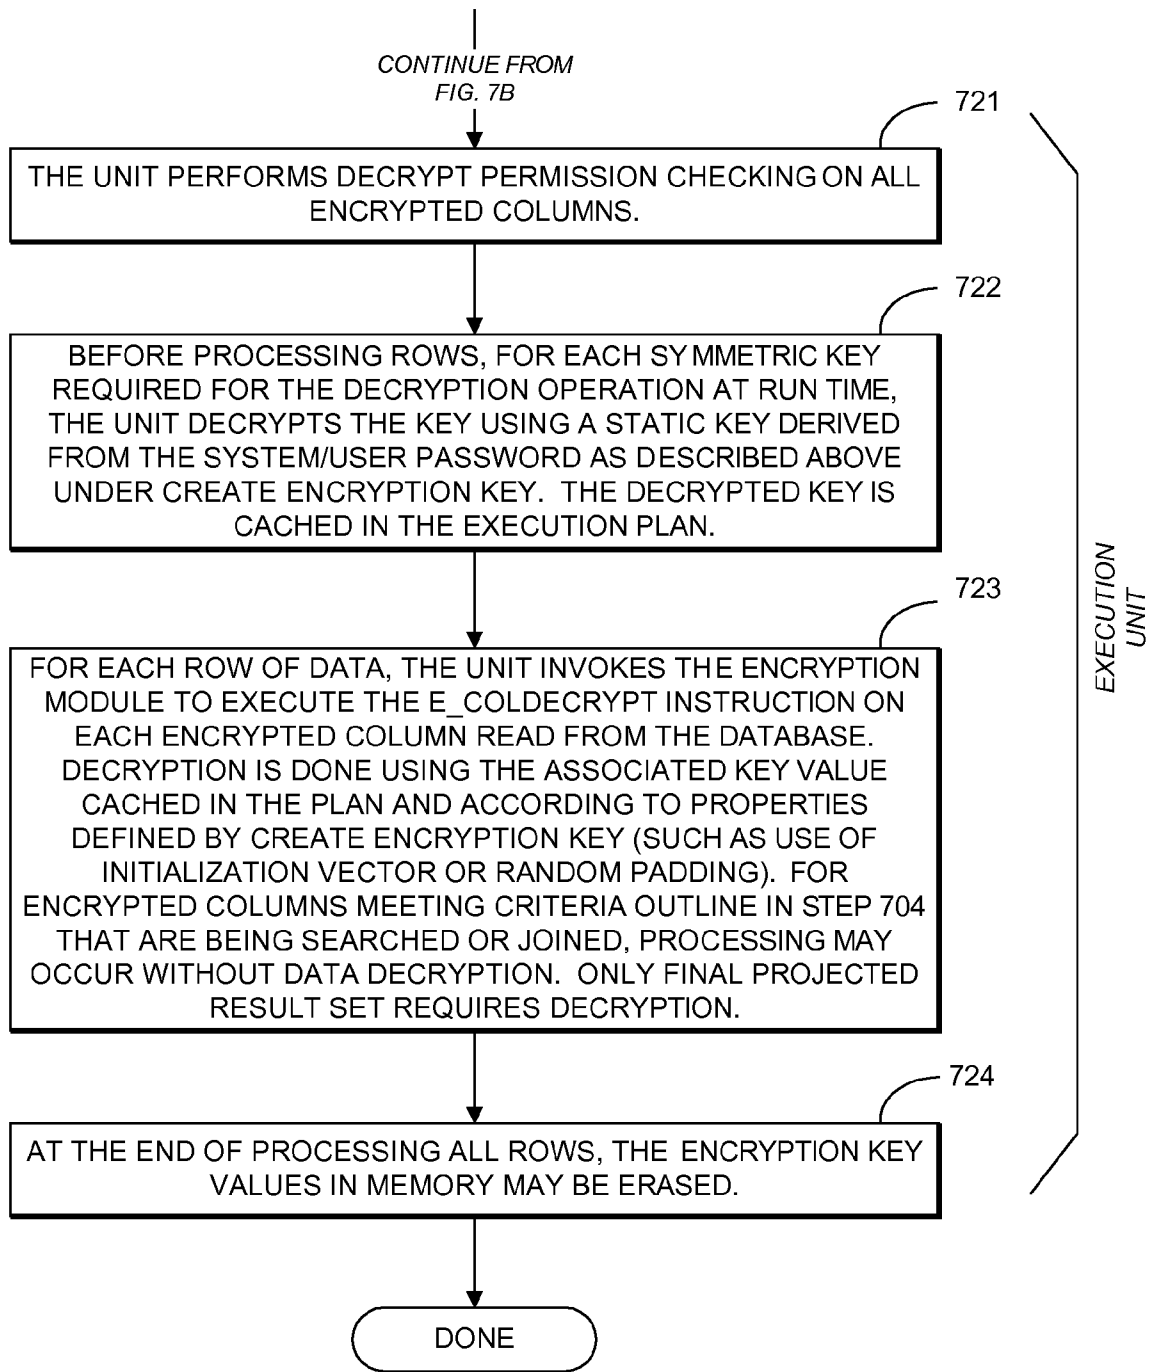 CONTINUE FROM
FIG. 7B
721
THE UNIT PERFORMS DECRYPT PERMISSION CHECKING ON ALL
ENCRYPTED COLUMNS.
722
BEFORE PROCESSING ROWS, FOR EACH SYMMETRIC KEY
REQUIRED FOR THE DECRYPTION OPERATION AT RUN TIME,
THE UNIT DECRYPTS THE KEY USING A STATIC KEY DERIVED
FROM THE SYSTEM/USER PASSWORD AS DESCRIBED ABOVE
UNDER CREATE ENCRYPTION KEY. THE DECRYPTED KEY IS
CACHED IN THE EXECUTION PLAN.
723
FOR EACH ROW OF DATA, THE UNIT INVOKES THE ENCRYPTION
MODULE TO EXECUTE THE E_COLDECRYPT INSTRUCTION ON
EACH ENCRYPTED COLUMN READ FROM THE DATABASE.
DECRYPTION IS DONE USING THE ASSOCIATED KEY VALUE
CACHED IN THE PLAN AND ACCORDING TO PROPERTIES
DEFINED BY CREATE ENCRYPTION KEY (SUCH AS USE OF
INITIALIZATION VECTOR OR RANDOM PADDING). FOR
ENCRYPTED COLUMNS MEETING CRITERIA OUTLINE IN STEP 704
THAT ARE BEING SEARCHED OR JOINED, PROCESSING MAY
OCCUR WITHOUT DATA DECRYPTION. ONLY FINAL PROJECTED
RESULT SET REQUIRES DECRYPTION.
724
AT THE END OF PROCESSING ALL ROWS, THE ENCRYPTION KEY
VALUES IN MEMORY MAY BE ERASED.
DONE
EXECUTION
UNIT